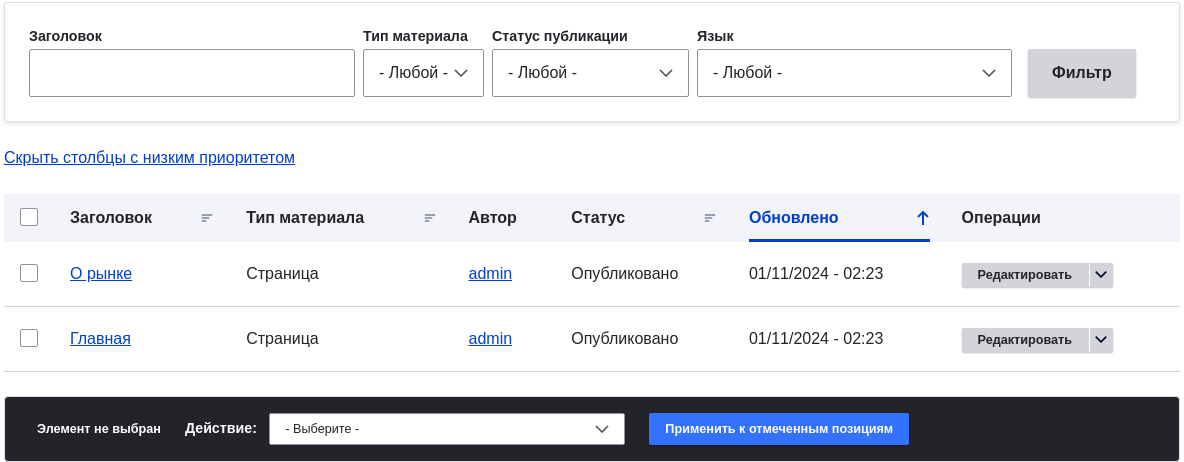 Заголовок Тип материала Статус публикации Язык
- Любой - - Любой - - Любой - Фильтр
Скрыть столбцы с низким приоритетом
Заголовок Тип материала Автор Статус Обновлено Операции
О рынке Страница admin Опубликовано 01/11/2024 - 02:23 Редактировать
Главная Страница admin Опубликовано 01/11/2024 - 02:23 Редактировать
Элемент не выбран Действие: - Выберите - Применить к отмеченным позициям